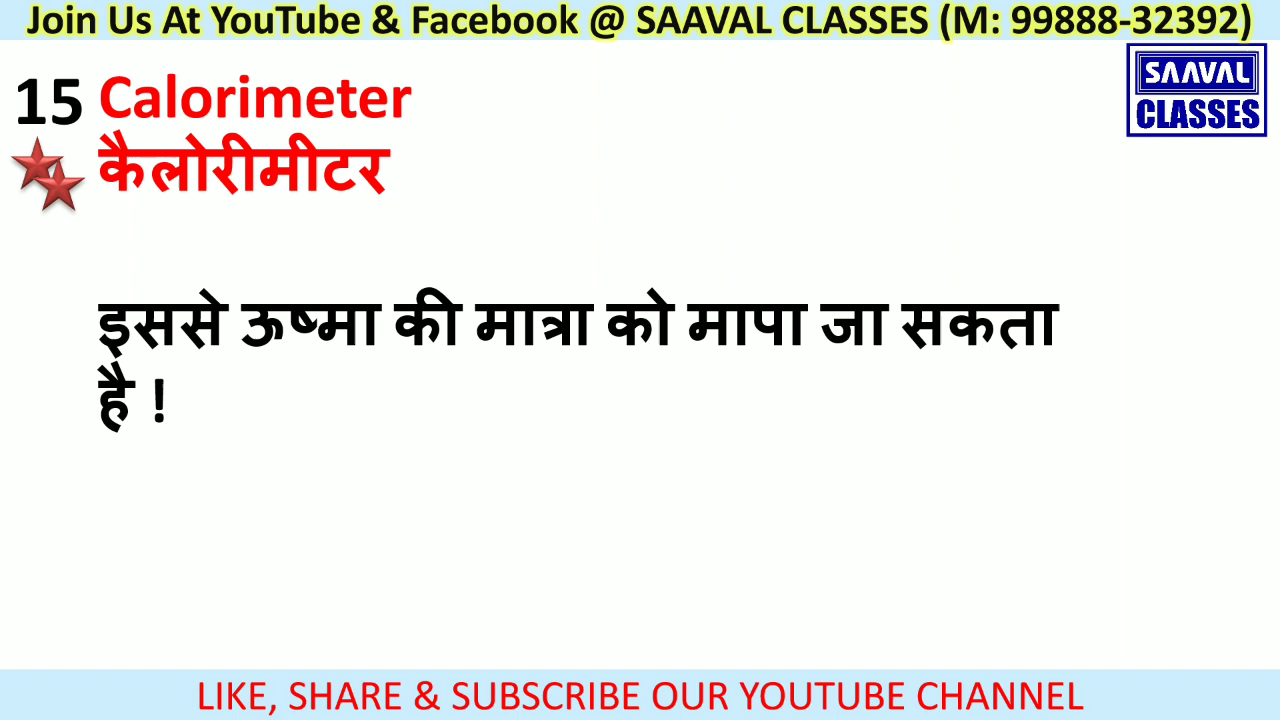 Join Us At YouTube & Facebook @ SAAVAL CLASSES (M: 99888-32392)
SAAVAL
CLASSES
15 Calorimeter
कैलोरीमीटर
इससे ऊष्मा की मात्रा को मापा जा सकता
है !
LIKE, SHARE & SUBSCRIBE OUR YOUTUBE CHANNEL